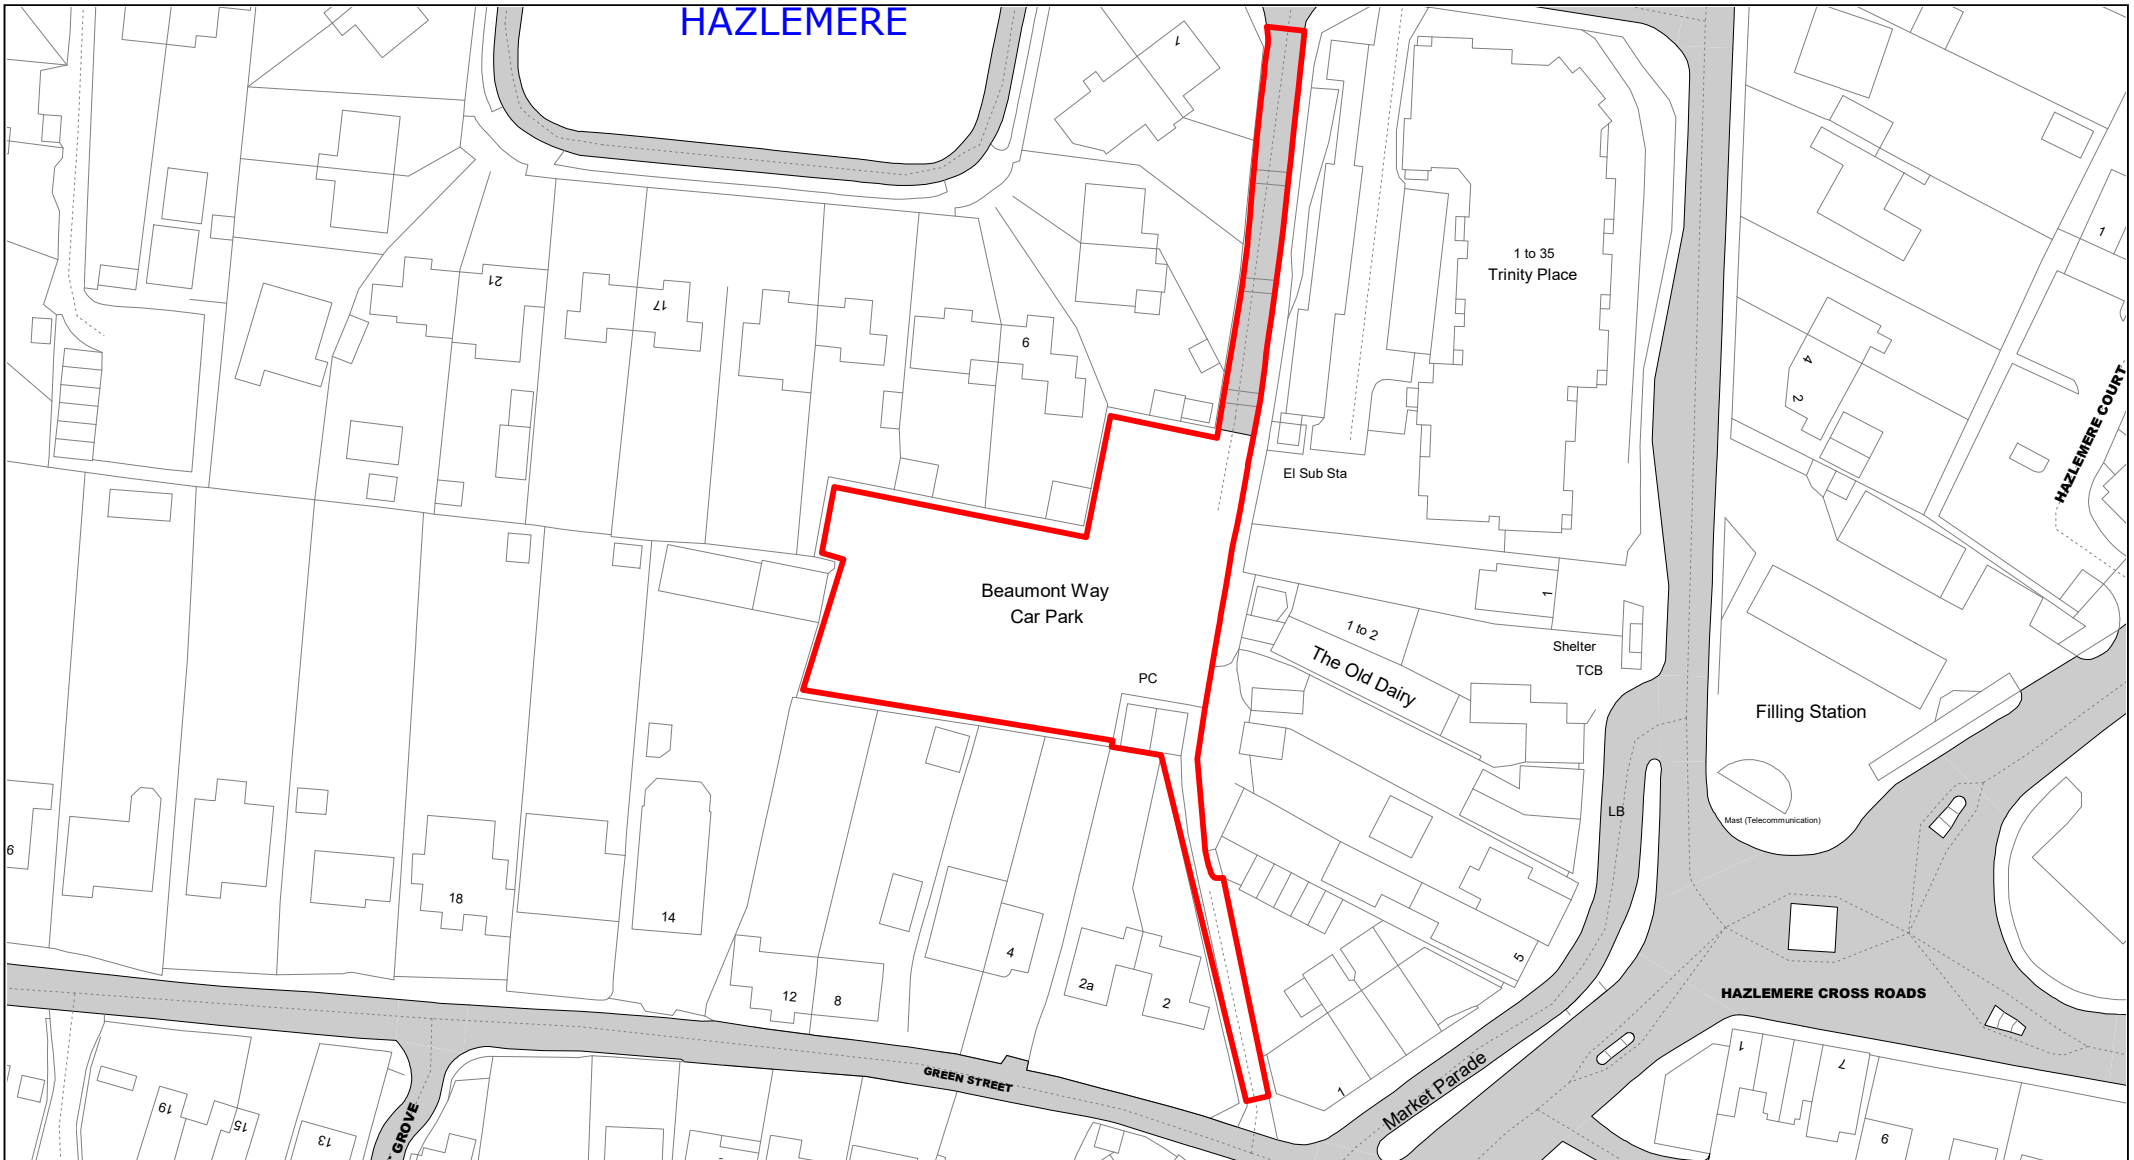 HAZLEMERE
1
1 to 35
Trinity Place
1
21
17
6
4
2
HAZLEMERE COURT
El Sub Sta
Beaumont Way
Car Park
1
1 to 2
The Old Dairy
Shelter
TCB
PC
Filling Station
LB
Mast (Telecommunication)
6
18
14
4
5
2a
2
12
8
HAZLEMERE CROSS ROADS
GREEN STREET
Market Parade
1
1
7
19
15
13
GROVE
9